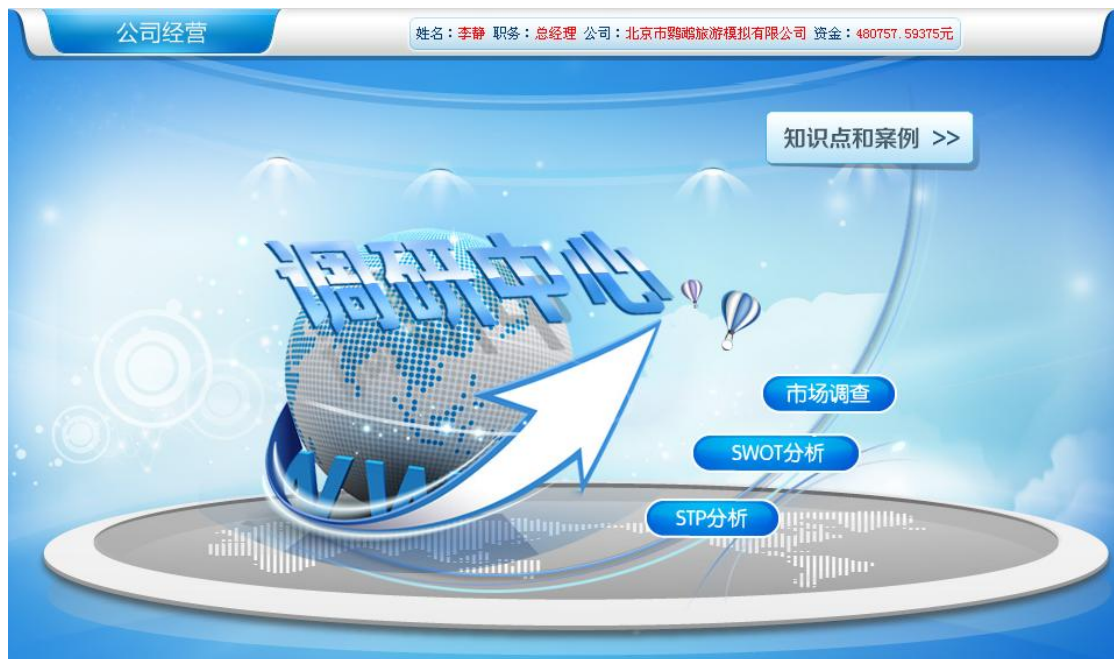 公司经营
姓名：李静 职务：总经理 公司：北京市鹦鹉旅游模拟有限公司 资金：480757.59375元
知识点和案例 >>
调研中心
市场调查
SWOT分析
STP分析